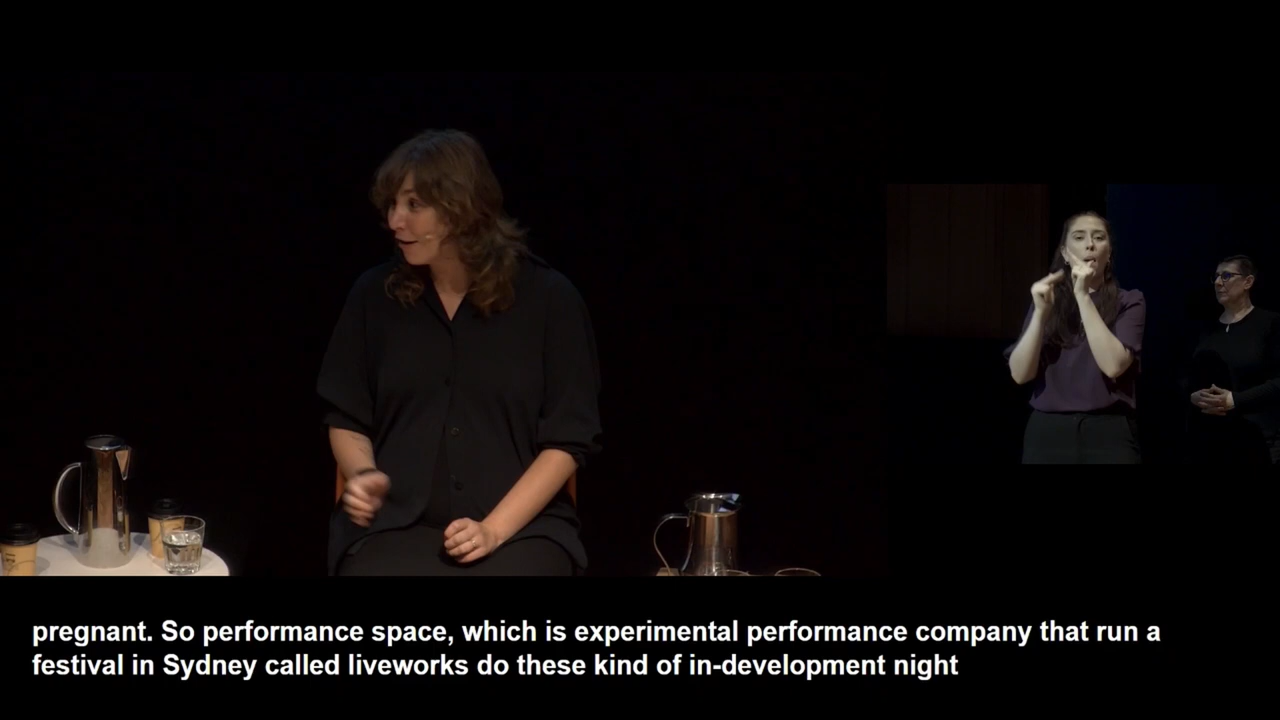 pregnant. So performance space, which is experimental performance company that run a
festival in Sydney called liveworks do these kind of in-development night